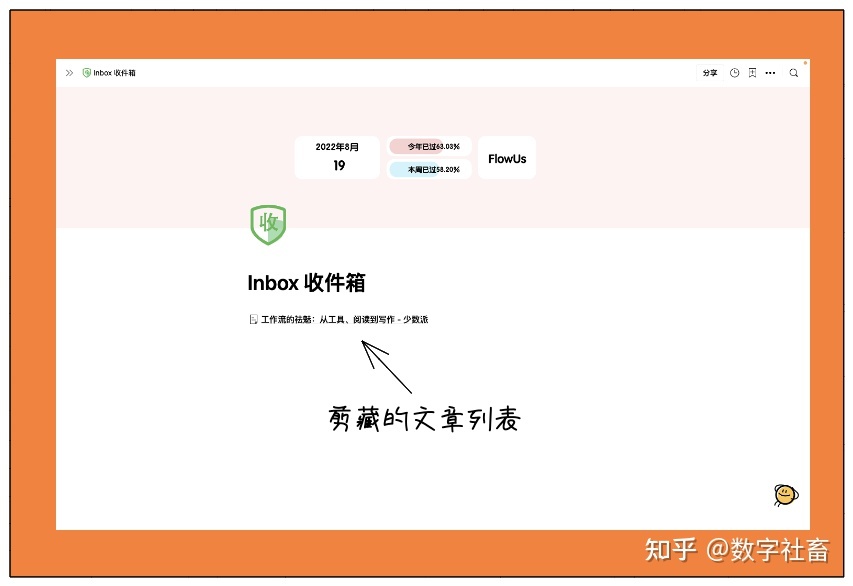 Inbox 收件箱
分享
2022年8月
19
今年已过63.03%
本周已过58.20%
FlowUs
收
Inbox 收件箱
工作流的祛魅：从工具、阅读到写作 - 少数派
剪藏的文章列表
知乎 @数字社畜